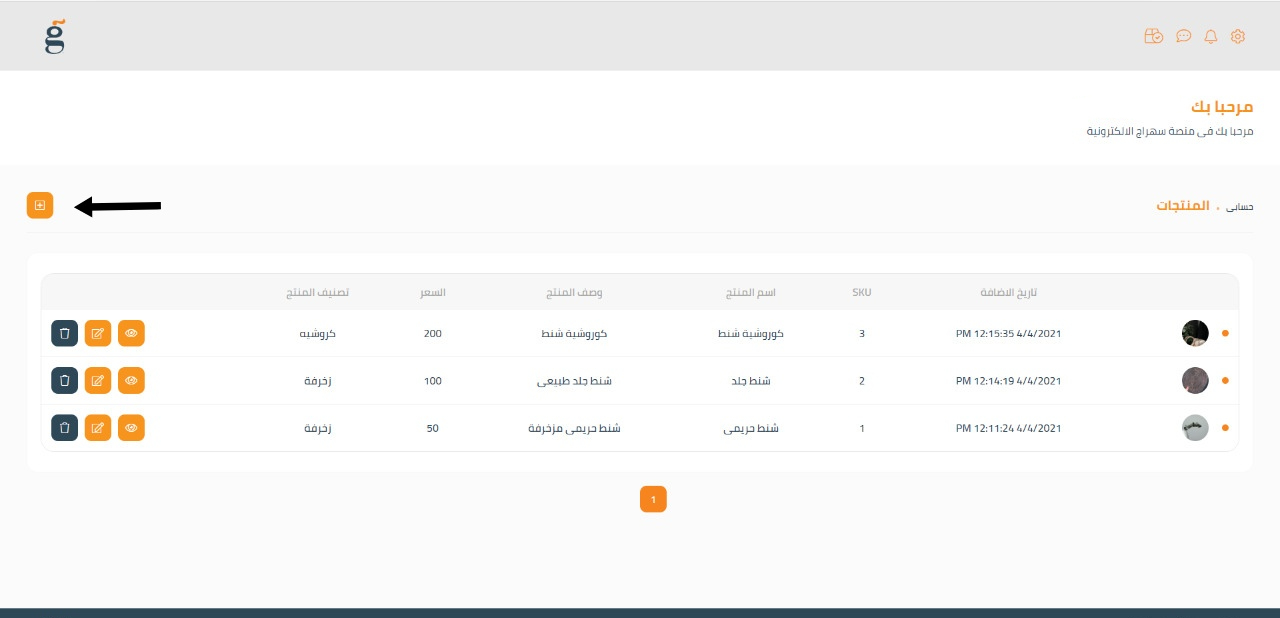 مرحبا بك
مرحبا بك في منصة سهراج الالكترونية
حسابي . المنتجات
تاريخ الاضافة SKU اسم المنتج وصف المنتج السعر تصنيف المنتج
4/4/2021 12:15:35 PM 3 كوروشية شنط كوروشية شنط 200 كروشيه
4/4/2021 12:14:19 PM 2 شنط جلد شنط جلد طبيعى 100 زخرفة
4/4/2021 12:11:24 PM 1 شنط حريمى شنط حريمى مزخرفة 50 زخرفة
1